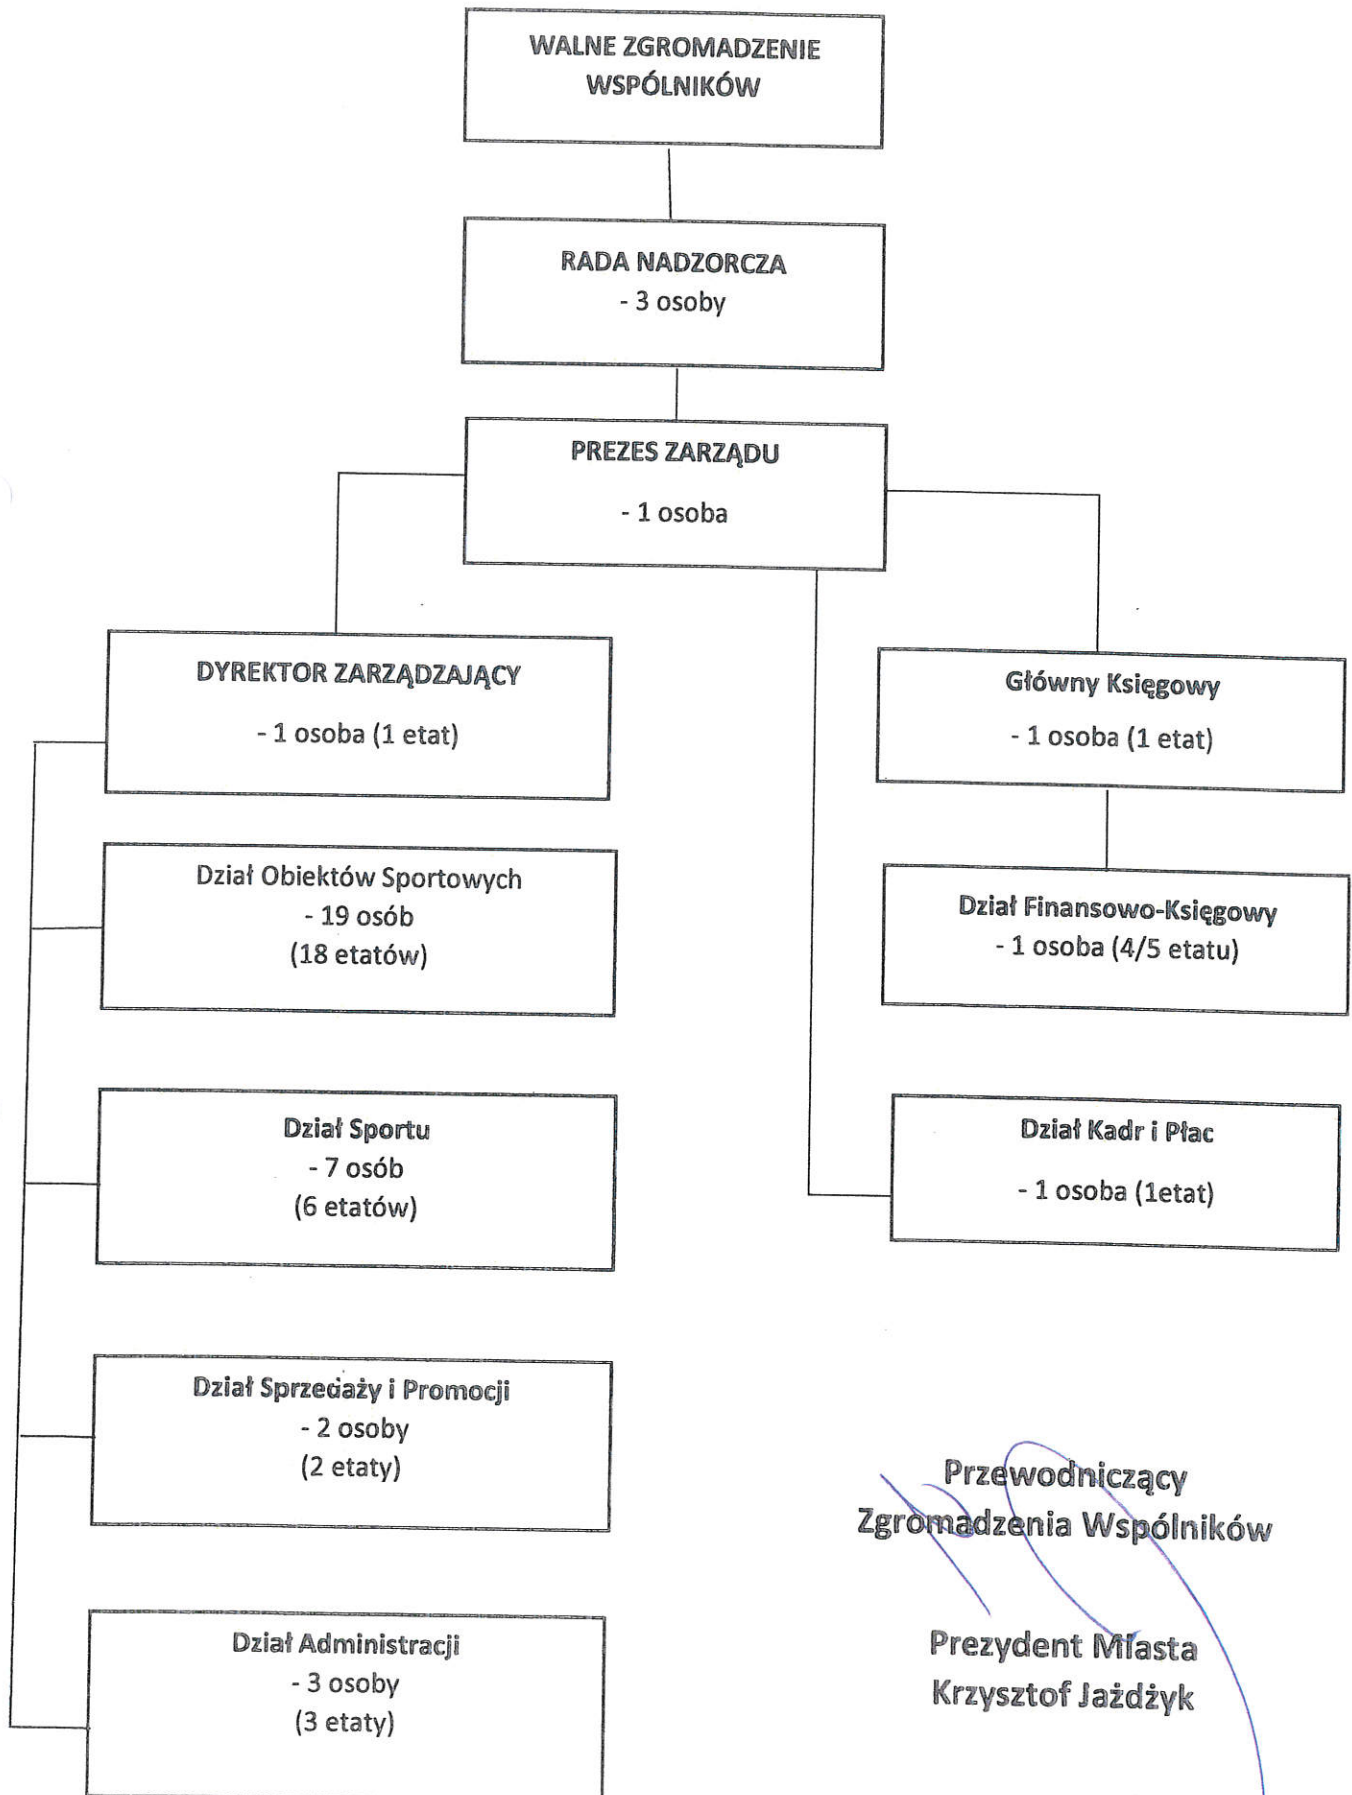 WALNE ZGROMADZENIE
WSPÓLNIKÓW
RADA NADZORCZA
- 3 osoby
PREZES ZARZĄDU
- 1 osoba
DYREKTOR ZARZĄDZAJĄCY
- 1 osoba (1 etat)
Główny Księgowy
- 1 osoba (1 etat)
Dział Obiektów Sportowych
- 19 osób
(18 etatów)
Dział Finansowo-Księgowy
- 1 osoba (4/5 etatu)
Dział Sportu
- 7 osób
(6 etatów)
Dział Kadr i Płac
- 1 osoba (1etat)
Dział Sprzedaży i Promocji
- 2 osoby
(2 etaty)
Dział Administracji
- 3 osoby
(3 etaty)
Przewodniczący
Zgromadzenia Wspólników
Prezydent Miasta
Krzysztof Jażdżyk